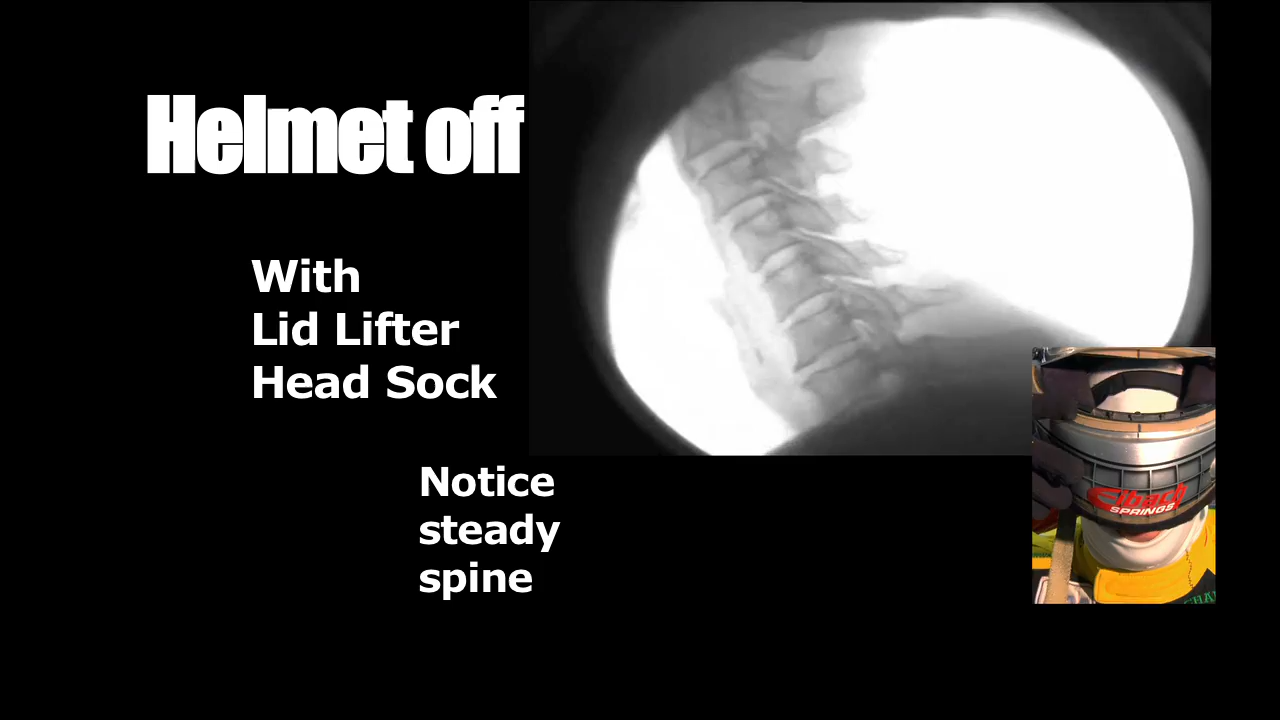 Helmet off
With
Lid Lifter
Head Sock
Notice
steady
spine
Eibach
SPRINGS